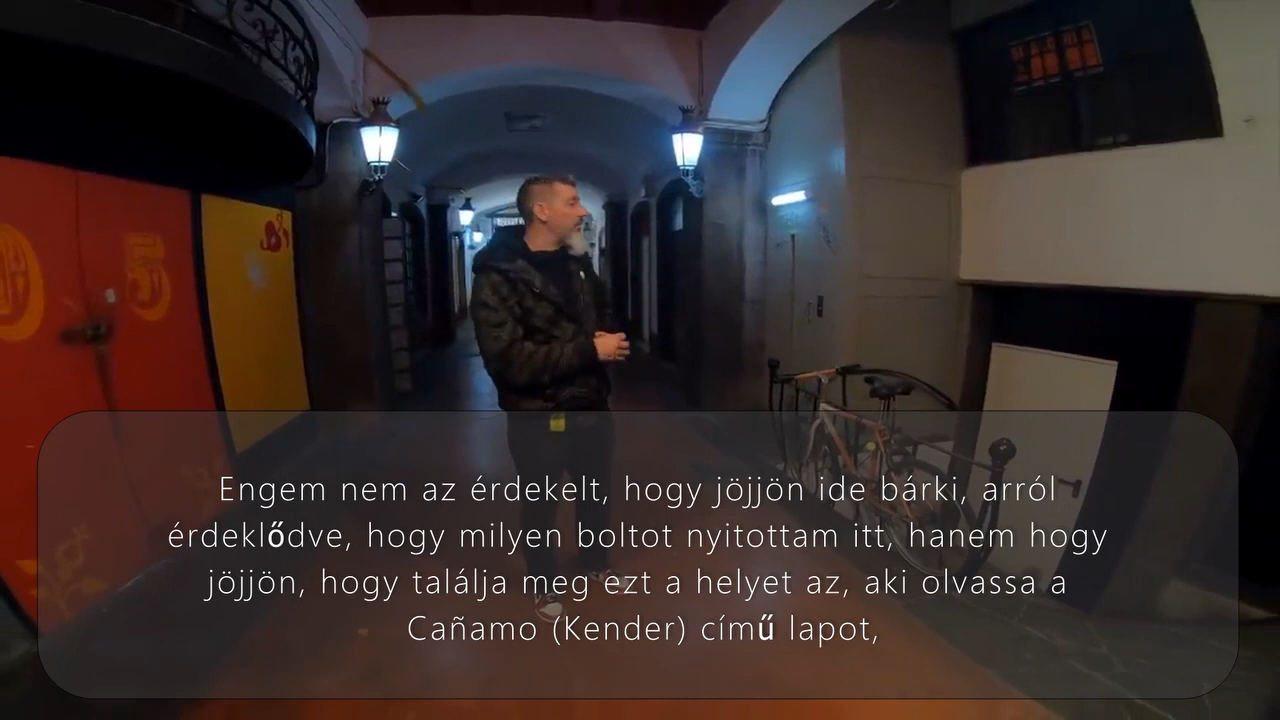 5
Engem nem az érdekelt, hogy jöjjön ide bárki, arról
érdeklődve, hogy milyen boltot nyitottam itt, hanem hogy
jöjjön, hogy találja meg ezt a helyet az, aki olvassa a
Cañamo (Kender) című lapot,